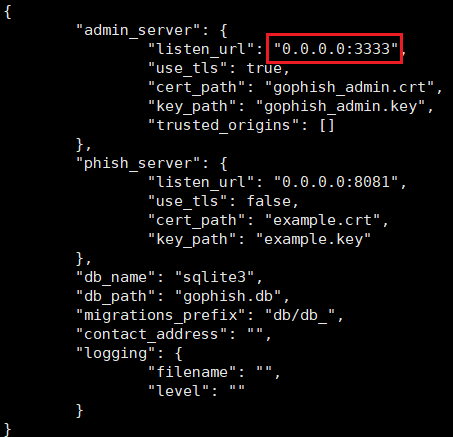 {
        "admin_server": {
                "listen_url": "0.0.0.0:3333",
                "use_tls": true,
                "cert_path": "gophish_admin.crt",
                "key_path": "gophish_admin.key",
                "trusted_origins": []
        },
        "phish_server": {
                "listen_url": "0.0.0.0:8081",
                "use_tls": false,
                "cert_path": "example.crt",
                "key_path": "example.key"
        },
        "db_name": "sqlite3",
        "db_path": "gophish.db",
        "migrations_prefix": "db/db_",
        "contact_address": "",
        "logging": {
                "filename": "",
                "level": ""
        }
}